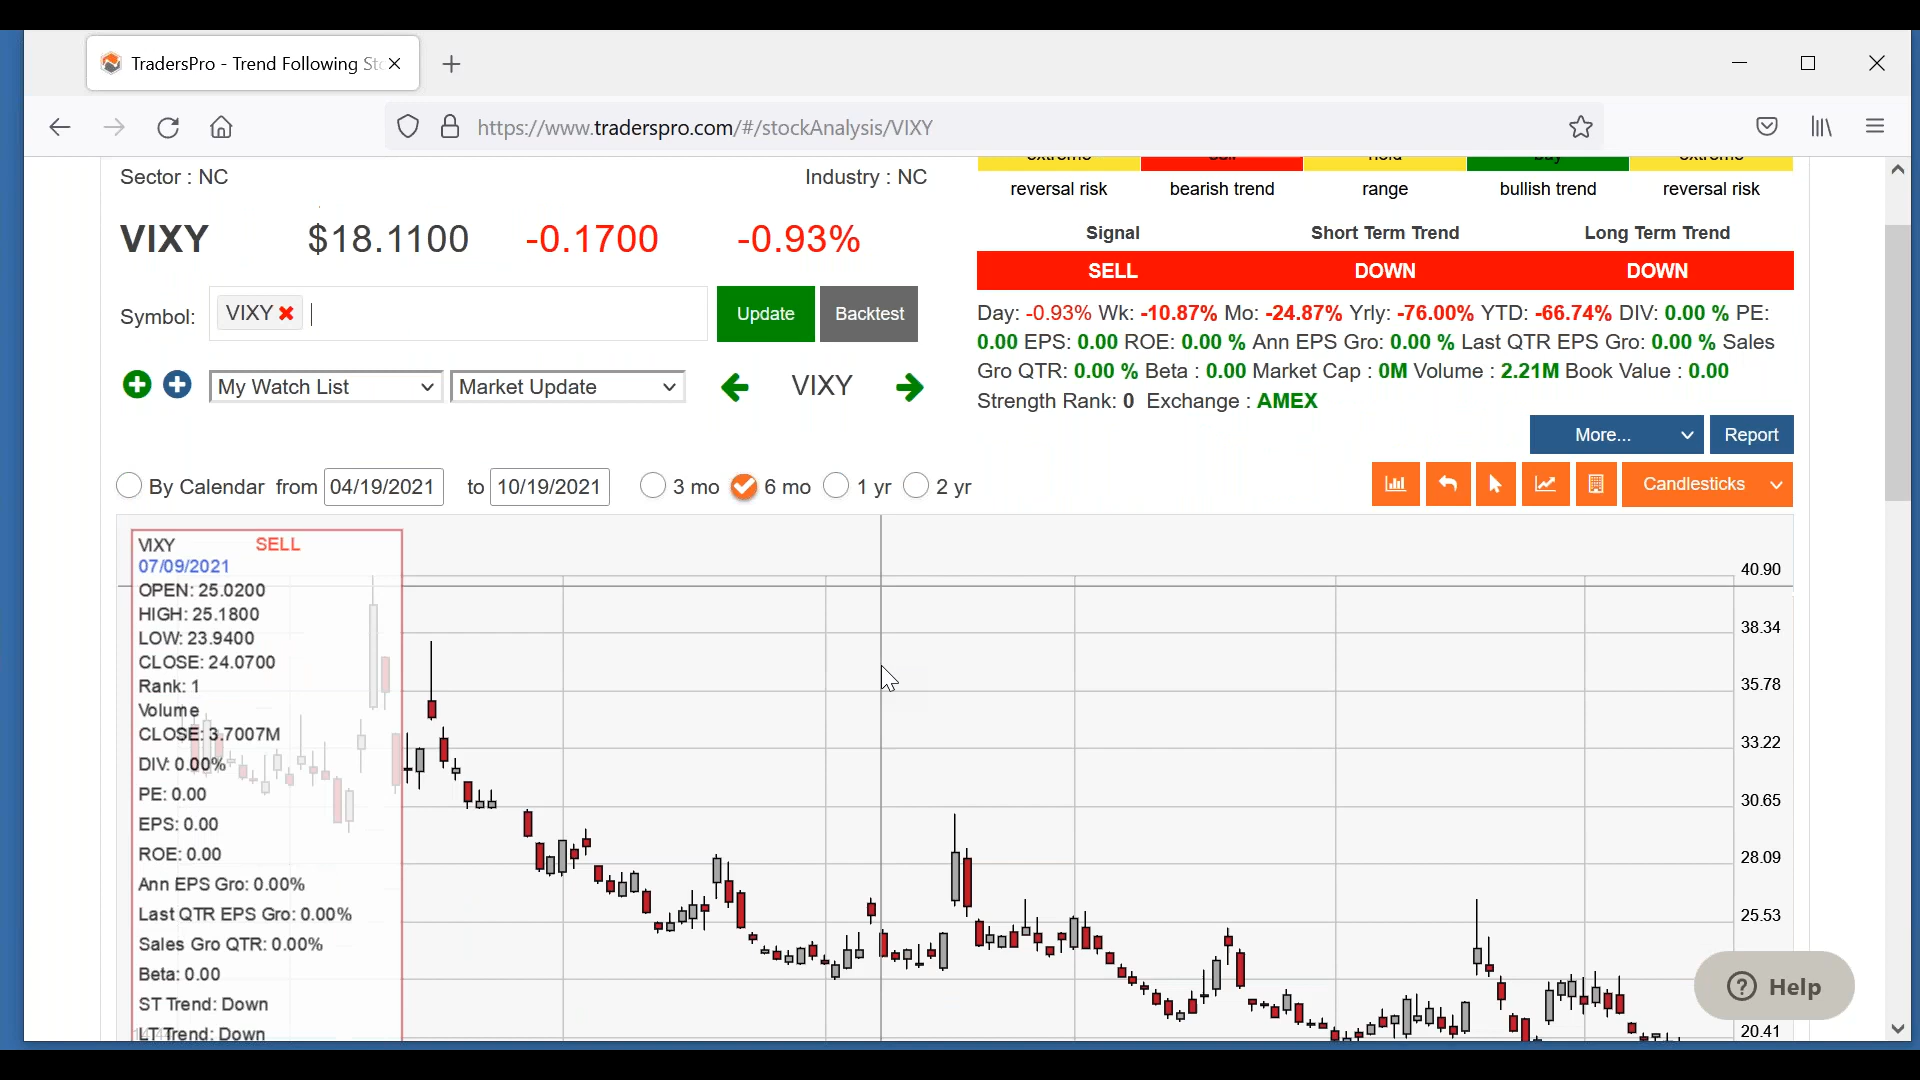 TradersPro - Trend Following Sto
https://www.traderspro.com/#/stockAnalysis/VIXY
Sector : NC Industry : NC
extreme sell hold buy extreme
reversal risk bearish trend range bullish trend reversal risk
VIXY $18.1100 -0.1700 -0.93%
Signal Short Term Trend Long Term Trend
SELL DOWN DOWN
Symbol: VIXY Update Backtest
Day: -0.93% Wk: -10.87% Mo: -24.87% Yrly: -76.00% YTD: -66.74% DIV: 0.00 % PE:
0.00 EPS: 0.00 ROE: 0.00 % Ann EPS Gro: 0.00 % Last QTR EPS Gro: 0.00 % Sales
Gro QTR: 0.00 % Beta : 0.00 Market Cap : 0M Volume : 2.21M Book Value : 0.00
Strength Rank: 0 Exchange : AMEX
My Watch List Market Update VIXY
More... Report
By Calendar from 04/19/2021 to 10/19/2021 3 mo 6 mo 1 yr 2 yr
Candlesticks
VIXY SELL
07/09/2021
OPEN: 25.0200
HIGH: 25.1800
LOW: 23.9400
CLOSE: 24.0700
Rank: 1
Volume
CLOSE: 3.7007M
DIV: 0.00%
PE: 0.00
EPS: 0.00
ROE: 0.00
Ann EPS Gro: 0.00%
Last QTR EPS Gro: 0.00%
Sales Gro QTR: 0.00%
Beta: 0.00
ST Trend: Down
LT Trend: Down
40.90
38.34
35.78
33.22
30.65
28.09
25.53
20.41
Help